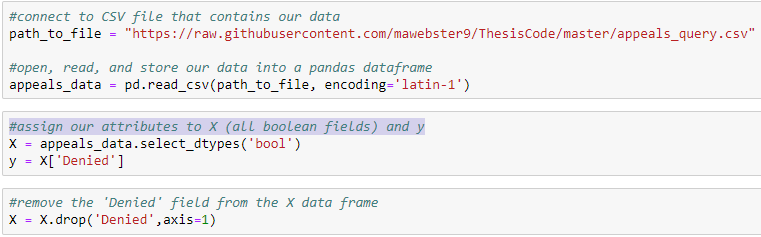 #connect to CSV file that contains our data
path_to_file = "https://raw.githubusercontent.com/mawebster9/ThesisCode/master/appeals_query.csv"
#open, read, and store our data into a pandas dataframe
appeals_data = pd.read_csv(path_to_file, encoding='latin-1')
#assign our attributes to X (all boolean fields) and y
X = appeals_data.select_dtypes('bool')
y = X['Denied']
#remove the 'Denied' field from the X data frame
X = X.drop('Denied',axis=1)